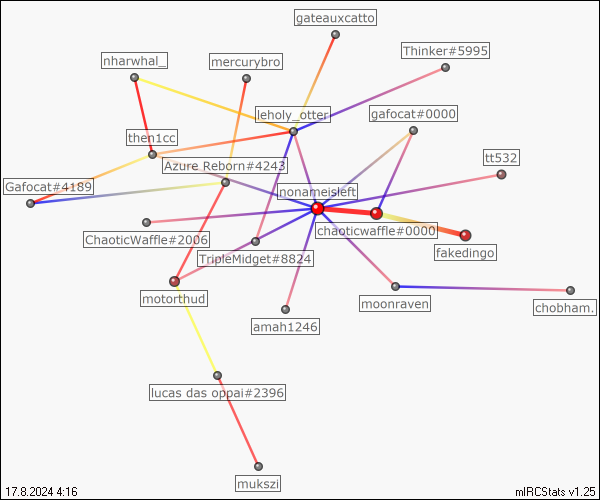 gateauxcatto
Thinker#5995
nharwhal_
mercurybro
leholy_otter
gafocat#0000
then1cc
tt532
Azure Reborn#4243
Gafocat#4189
nonameisleft
chaoticwaffle#0000
ChaoticWaffle#2006
fakedingo
TripleMidget#8824
motorthud
moonraven
chobham.
amah1246
lucas das oppai#2396
mukszi
17.8.2024 4:16
mIRCStats v1.25